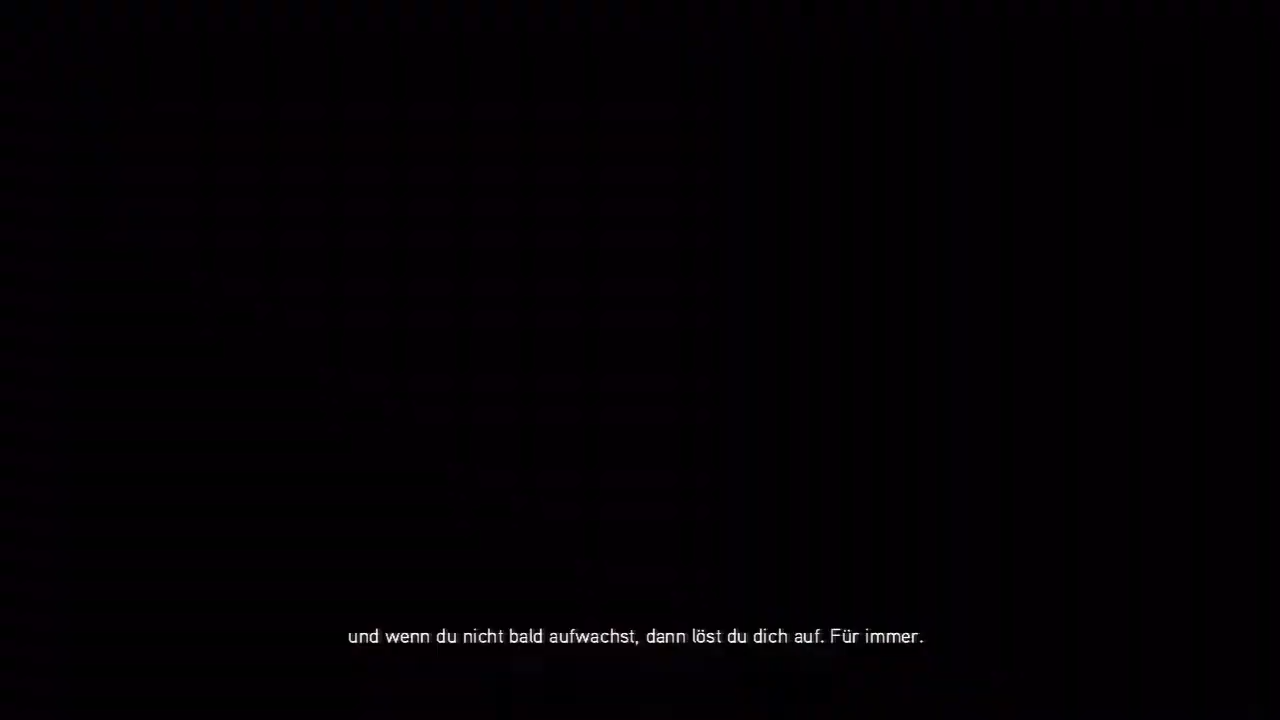 und wenn du nicht bald aufwachst, dann löst du dich auf. Für immer.